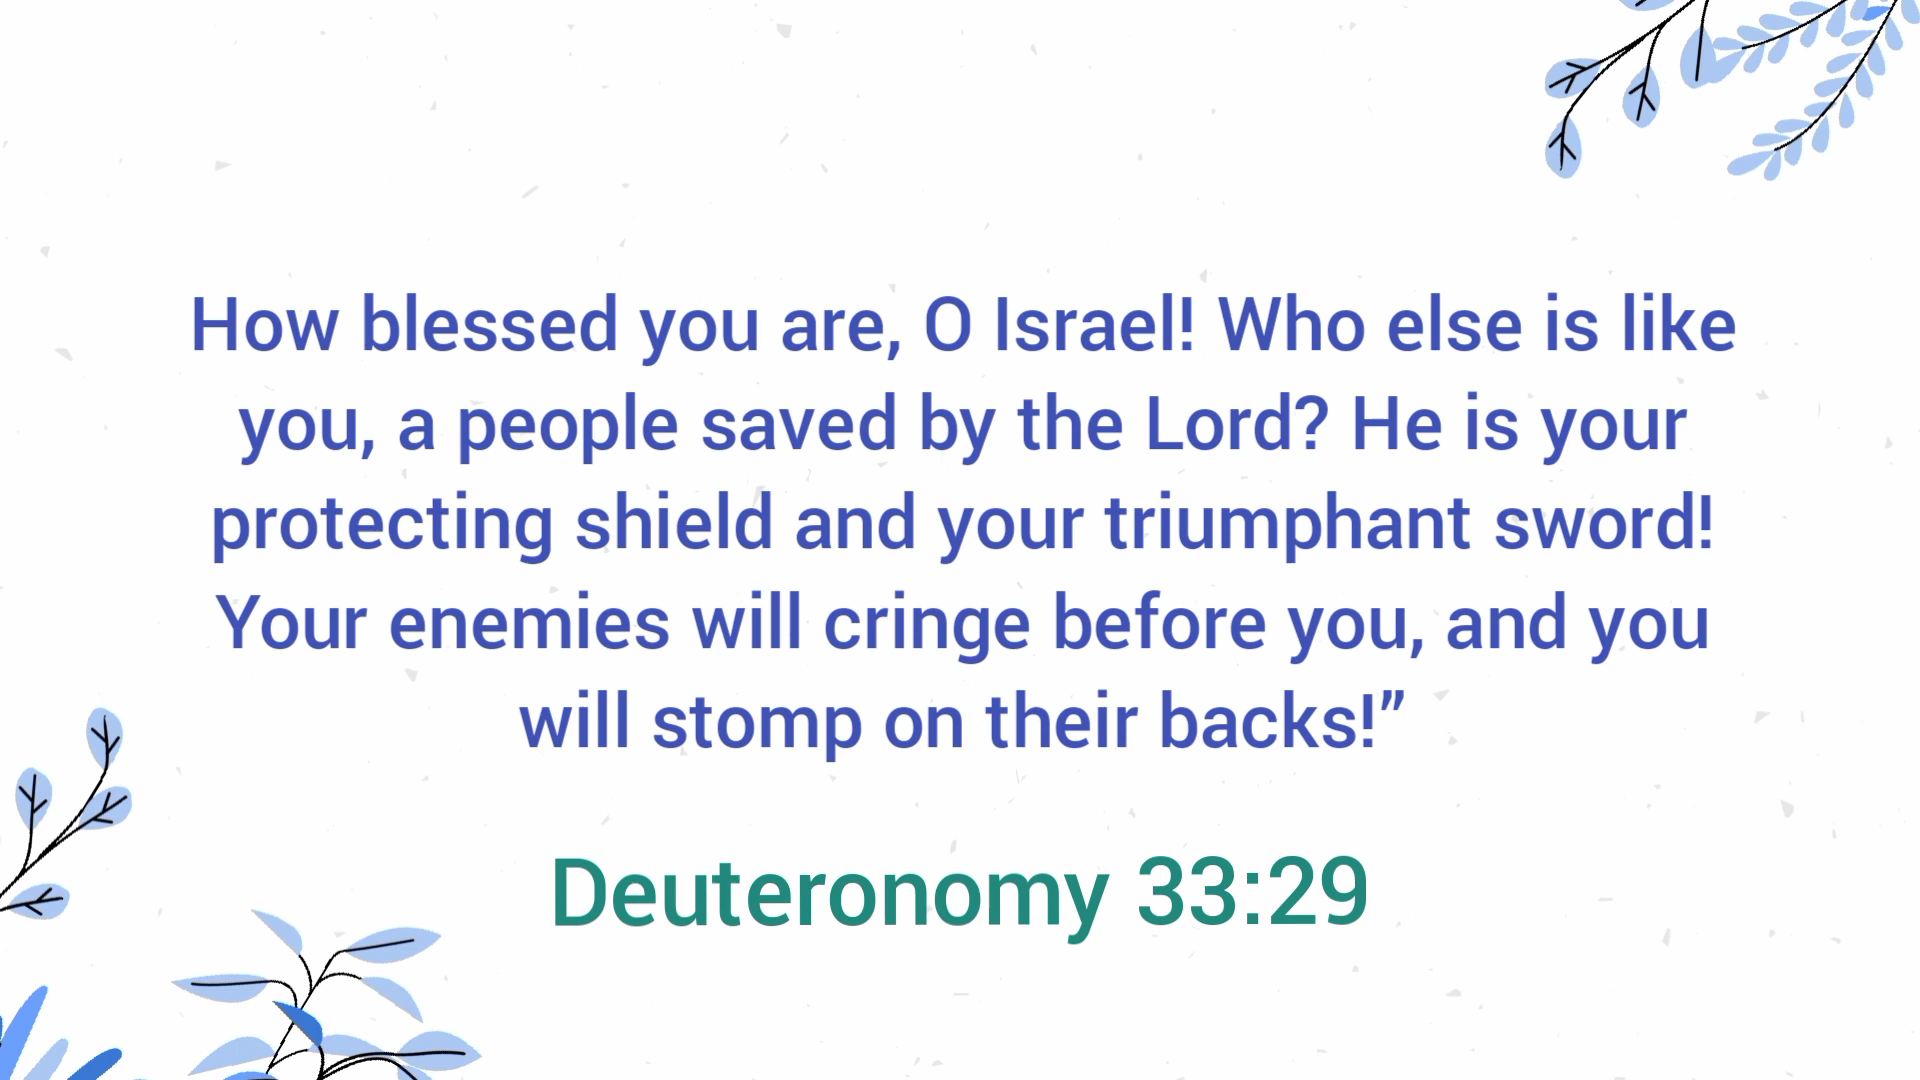 How blessed you are, O Israel! Who else is like
you, a people saved by the Lord? He is your
protecting shield and your triumphant sword!
Your enemies will cringe before you, and you
will stomp on their backs!”
Deuteronomy 33:29